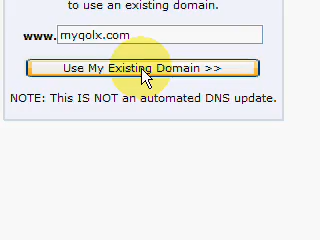 to use an existing domain.
www. myqolx.com
Use My Existing Domain >>
NOTE: This IS NOT an automated DNS update.